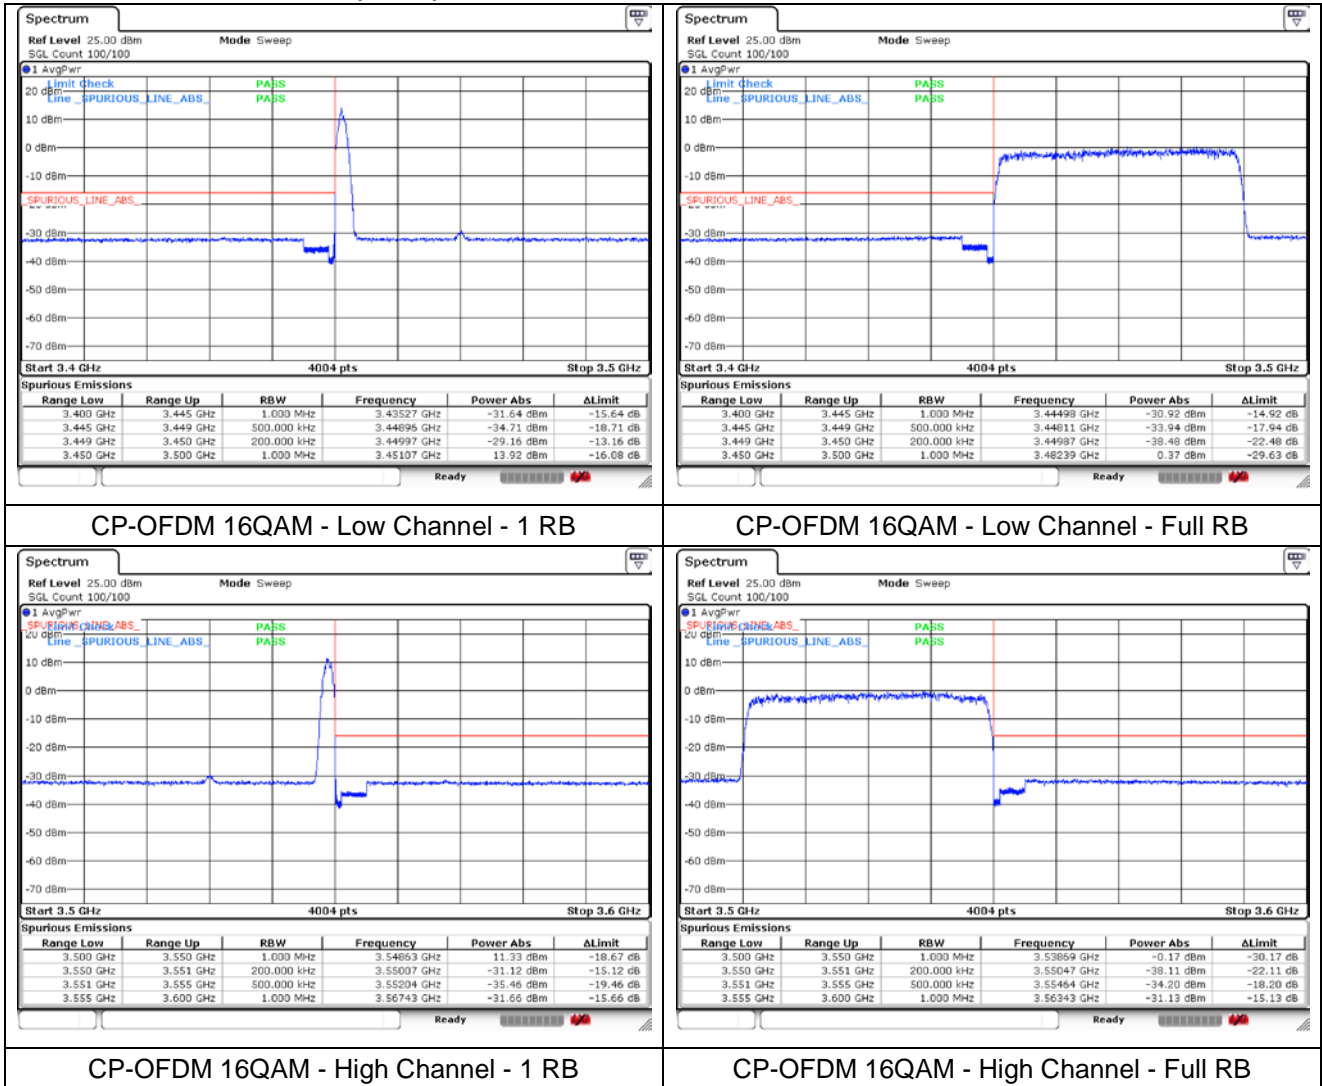 Spectrum
Ref Level 25.00 dBm Mode Sweep
SGL Count 100/100
1 AvgPwr
Limit Check PASS
20 dBm
Line _SPURIOUS_LINE_ABS_ PASS
10 dBm
0 dBm
-10 dBm
_SPURIOUS_LINE_ABS_
-20 dBm
-30 dBm
-40 dBm
-50 dBm
-60 dBm
-70 dBm
Start 3.4 GHz 4004 pts Stop 3.5 GHz
Spurious Emissions
Range Low Range Up RBW Frequency Power Abs ΔLimit
3.400 GHz 3.445 GHz 1.000 MHz 3.43527 GHz -31.64 dBm -15.64 dB
3.445 GHz 3.449 GHz 500.000 kHz 3.44896 GHz -34.71 dBm -18.71 dB
3.449 GHz 3.450 GHz 200.000 kHz 3.44997 GHz -29.16 dBm -13.16 dB
3.450 GHz 3.500 GHz 1.000 MHz 3.45107 GHz 13.92 dBm -16.08 dB
Ready
CP-OFDM 16QAM - Low Channel - 1 RB
Spectrum
Ref Level 25.00 dBm Mode Sweep
SGL Count 100/100
1 AvgPwr
Limit Check PASS
20 dBm
Line _SPURIOUS_LINE_ABS_ PASS
10 dBm
0 dBm
-10 dBm
_SPURIOUS_LINE_ABS_
-20 dBm
-30 dBm
-40 dBm
-50 dBm
-60 dBm
-70 dBm
Start 3.4 GHz 4004 pts Stop 3.5 GHz
Spurious Emissions
Range Low Range Up RBW Frequency Power Abs ΔLimit
3.400 GHz 3.445 GHz 1.000 MHz 3.44498 GHz -30.92 dBm -14.92 dB
3.445 GHz 3.449 GHz 500.000 kHz 3.44811 GHz -33.94 dBm -17.94 dB
3.449 GHz 3.450 GHz 200.000 kHz 3.44987 GHz -38.48 dBm -22.48 dB
3.450 GHz 3.500 GHz 1.000 MHz 3.48239 GHz 0.37 dBm -29.63 dB
Ready
CP-OFDM 16QAM - Low Channel - Full RB
Spectrum
Ref Level 25.00 dBm Mode Sweep
SGL Count 100/100
1 AvgPwr
_SPURIOUS_LINE_ABS_
Limit Check PASS
20 dBm
Line _SPURIOUS_LINE_ABS_ PASS
10 dBm
0 dBm
-10 dBm
-20 dBm
-30 dBm
-40 dBm
-50 dBm
-60 dBm
-70 dBm
Start 3.5 GHz 4004 pts Stop 3.6 GHz
Spurious Emissions
Range Low Range Up RBW Frequency Power Abs ΔLimit
3.500 GHz 3.550 GHz 1.000 MHz 3.54863 GHz 11.33 dBm -18.67 dB
3.550 GHz 3.551 GHz 200.000 kHz 3.55007 GHz -31.12 dBm -15.12 dB
3.551 GHz 3.555 GHz 500.000 kHz 3.55204 GHz -35.46 dBm -19.46 dB
3.555 GHz 3.600 GHz 1.000 MHz 3.56743 GHz -31.66 dBm -15.66 dB
Ready
CP-OFDM 16QAM - High Channel - 1 RB
Spectrum
Ref Level 25.00 dBm Mode Sweep
SGL Count 100/100
1 AvgPwr
_SPURIOUS_LINE_ABS_
Limit Check PASS
20 dBm
Line _SPURIOUS_LINE_ABS_ PASS
10 dBm
0 dBm
-10 dBm
-20 dBm
-30 dBm
-40 dBm
-50 dBm
-60 dBm
-70 dBm
Start 3.5 GHz 4004 pts Stop 3.6 GHz
Spurious Emissions
Range Low Range Up RBW Frequency Power Abs ΔLimit
3.500 GHz 3.550 GHz 1.000 MHz 3.53869 GHz -0.17 dBm -30.17 dB
3.550 GHz 3.551 GHz 200.000 kHz 3.55047 GHz -38.11 dBm -22.11 dB
3.551 GHz 3.555 GHz 500.000 kHz 3.55464 GHz -34.20 dBm -18.20 dB
3.555 GHz 3.600 GHz 1.000 MHz 3.56343 GHz -31.13 dBm -15.13 dB
Ready
CP-OFDM 16QAM - High Channel - Full RB